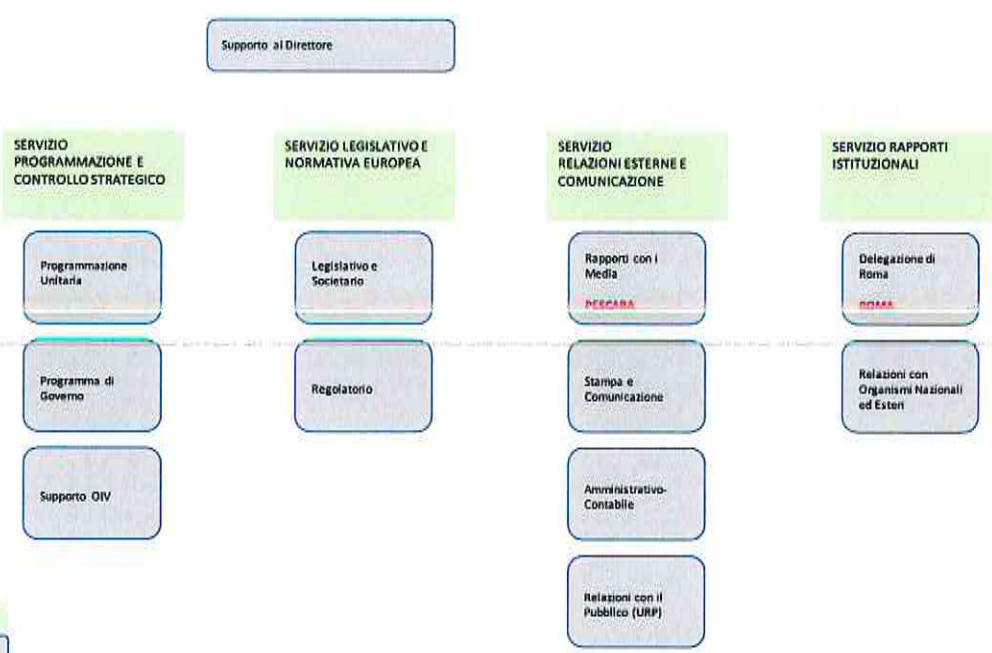 Supporto al Direttore
SERVIZIO
PROGRAMMAZIONE E
CONTROLLO STRATEGICO
Programmazione
Unitaria
Programma di
Governo
Supporto OIV
SERVIZIO LEGISLATIVO E
NORMATIVA EUROPEA
Legislativo e
Societario
Regolatorio
SERVIZIO
RELAZIONI ESTERNE E
COMUNICAZIONE
Rapporti con i
Media
PESCARA
Stampa e
Comunicazione
Amministrativo-
Contabile
Relazioni con il
Pubblico (URP)
SERVIZIO RAPPORTI
ISTITUZIONALI
Delegazione di
Roma
ROMA
Relazioni con
Organismi Nazionali
ed Esteri